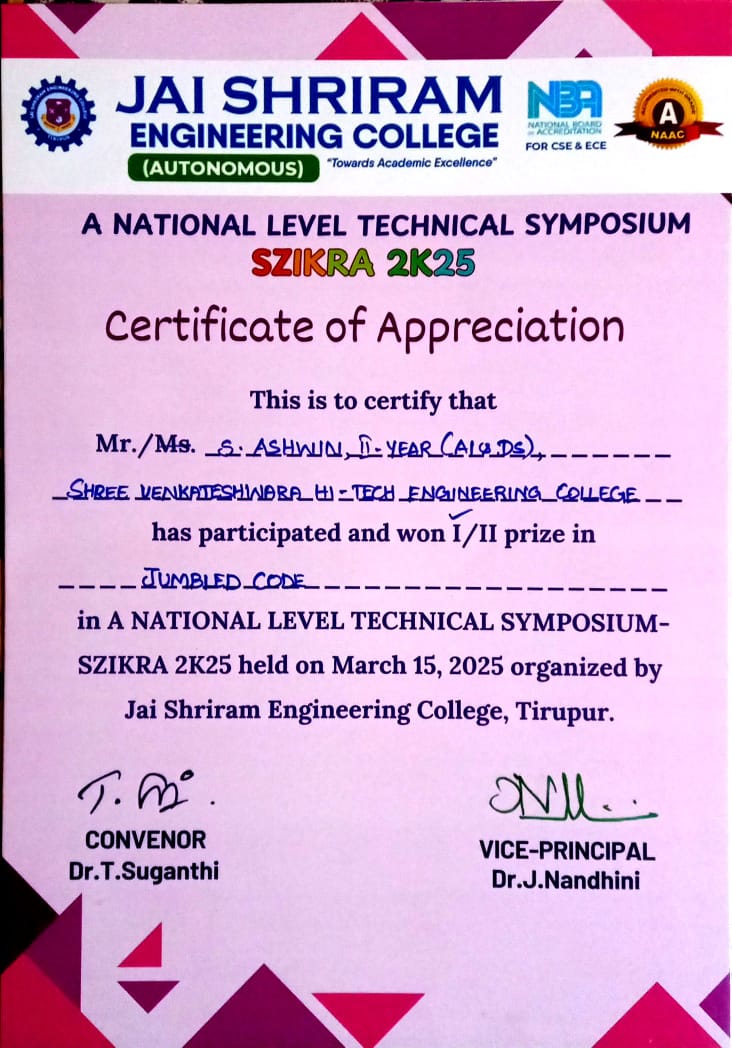 JAI SHRIRAM
ENGINEERING COLLEGE
(AUTONOMOUS) "Towards Academic Excellence"
NBA
NATIONAL BOARD
OF ACCREDITATION
FOR CSE & ECE
A
NAAC
A NATIONAL LEVEL TECHNICAL SYMPOSIUM
SZIKRA 2K25
Certificate of Appreciation
This is to certify that
Mr./Ms. S. ASHWIN, II-YEAR (AI&DS),
SHREE VENKATESHWARA HI-TECH ENGINEERING COLLEGE
has participated and won I/II prize in
JUMBLED CODE
in A NATIONAL LEVEL TECHNICAL SYMPOSIUM-
SZIKRA 2K25 held on March 15, 2025 organized by
Jai Shriram Engineering College, Tirupur.
CONVENOR
Dr.T.Suganthi
VICE-PRINCIPAL
Dr.J.Nandhini